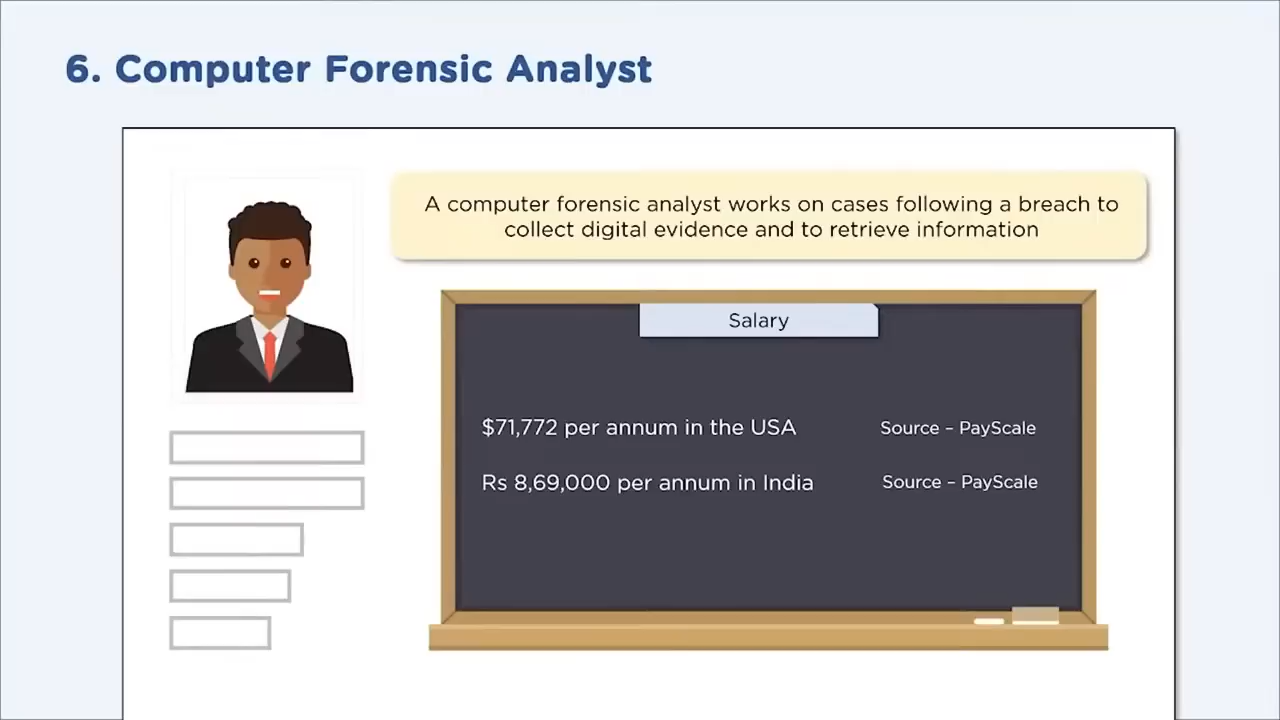 6. Computer Forensic Analyst
A computer forensic analyst works on cases following a breach to
collect digital evidence and to retrieve information
Salary
$71,772 per annum in the USA Source – PayScale
Rs 8,69,000 per annum in India Source – PayScale